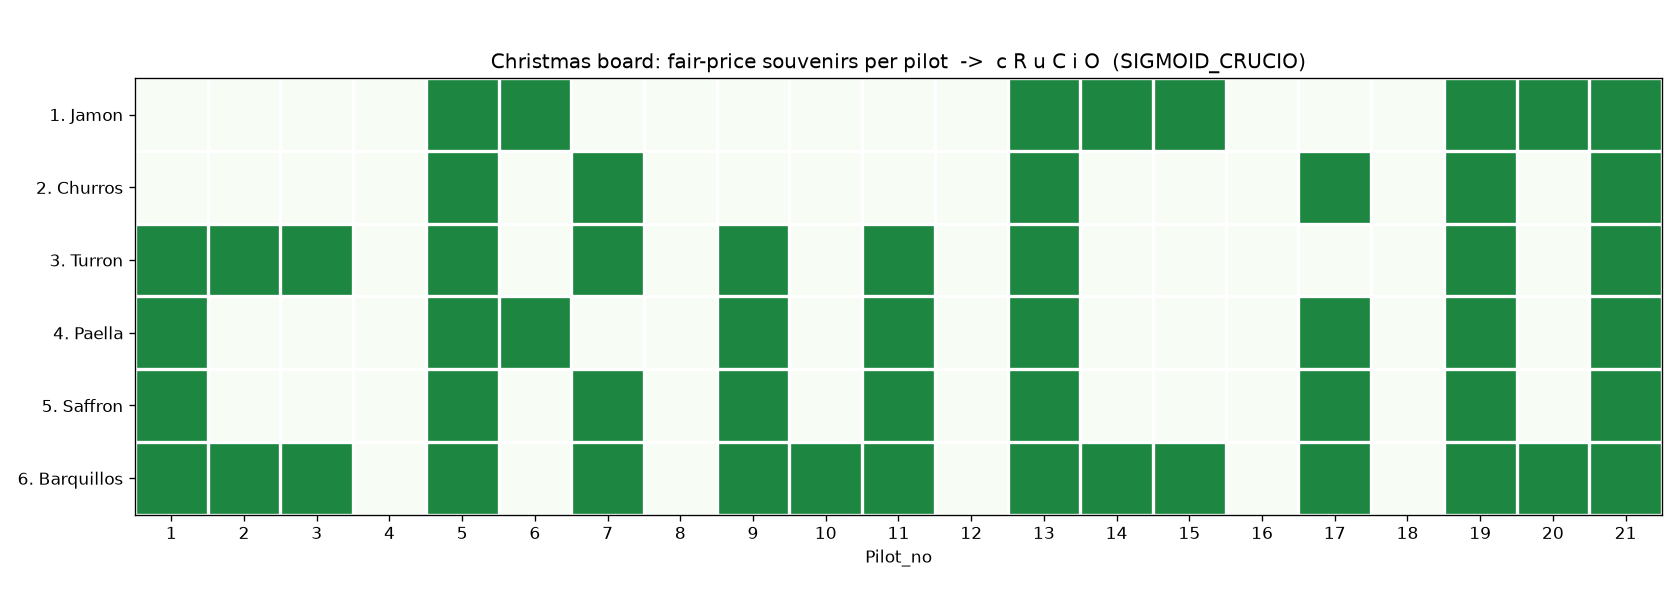 Christmas board: fair-price souvenirs per pilot -> c R u C i O (SIGMOID_CRUCIO)
1. Jamon
2. Churros
3. Turron
4. Paella
5. Saffron
6. Barquillos
1 2 3 4 5 6 7 8 9 10 11 12 13 14 15 16 17 18 19 20 21
Pilot_no